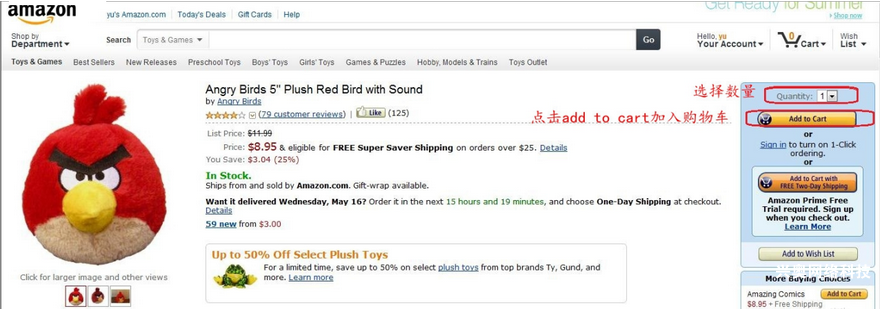 amazon
yu's Amazon.com | Today's Deals | Gift Cards | Help
Get Ready for Summer
Shop now
Shop by
Department
Search
Toys & Games
Go
Hello, yu
Your Account
0
Cart
Wish
List
Toys & Games
Best Sellers
New Releases
Preschool Toys
Boys' Toys
Girls' Toys
Games & Puzzles
Hobby, Models & Trains
Toys Outlet
Angry Birds 5" Plush Red Bird with Sound
by Angry Birds
(79 customer reviews) | Like (125)
List Price: $11.99
Price: $8.95 & eligible for FREE Super Saver Shipping on orders over $25. Details
You Save: $3.04 (25%)
In Stock.
Ships from and sold by Amazon.com. Gift-wrap available.
Want it delivered Wednesday, May 16? Order it in the next 15 hours and 19 minutes, and choose One-Day Shipping at checkout.
Details
59 new from $3.00
Up to 50% Off Select Plush Toys
For a limited time, save up to 50% on select plush toys from top brands Ty, Gund, and
more. Learn more
Click for larger image and other views
选择数量
点击add to cart加入购物车
Quantity: 1
Add to Cart
or
Sign in to turn on 1-Click
ordering.
or
Add to Cart with
FREE Two-Day Shipping
Amazon Prime Free
Trial required. Sign up
when you check out.
Learn More
Add to Wish List
More Buying Choices
Amazing Comics
Add to Cart
$8.95 + Free Shipping